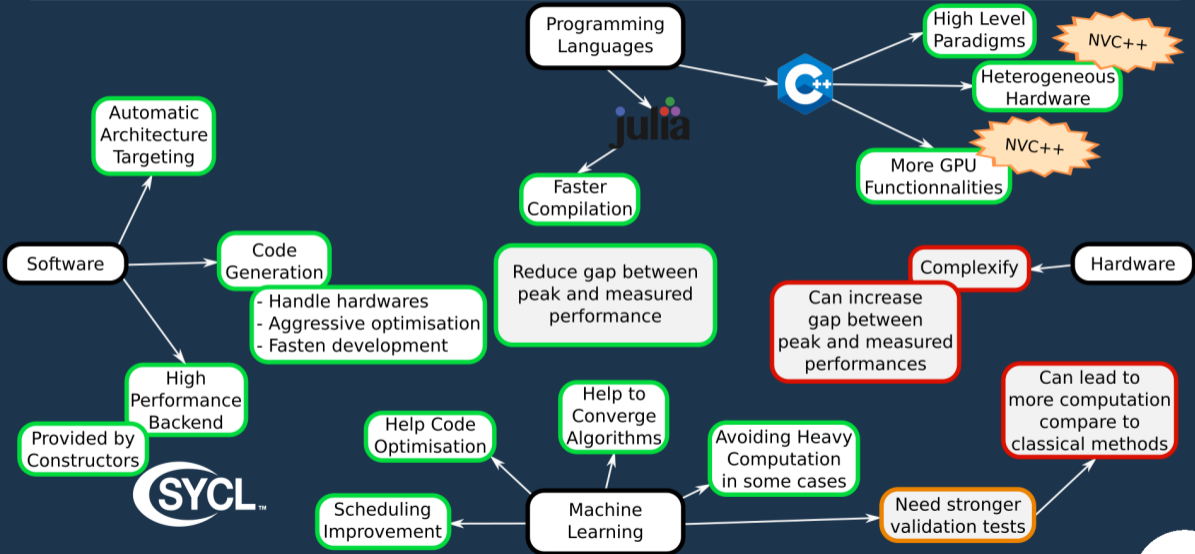 Programming
Languages
High Level
Paradigms
NVC++
C++
Heterogeneous
Hardware
Automatic
Architecture
Targeting
julia
NVC++
More GPU
Functionnalities
Faster
Compilation
Software
Code
Generation
- Handle hardwares
- Aggressive optimisation
- Fasten development
Reduce gap between
peak and measured
performance
Complexify
Hardware
Can increase
gap between
peak and measured
performances
High
Performance
Backend
Provided by
Constructors
SYCL™
Help Code
Optimisation
Help to
Converge
Algorithms
Avoiding Heavy
Computation
in some cases
Can lead to
more computation
compare to
classical methods
Scheduling
Improvement
Machine
Learning
Need stronger
validation tests